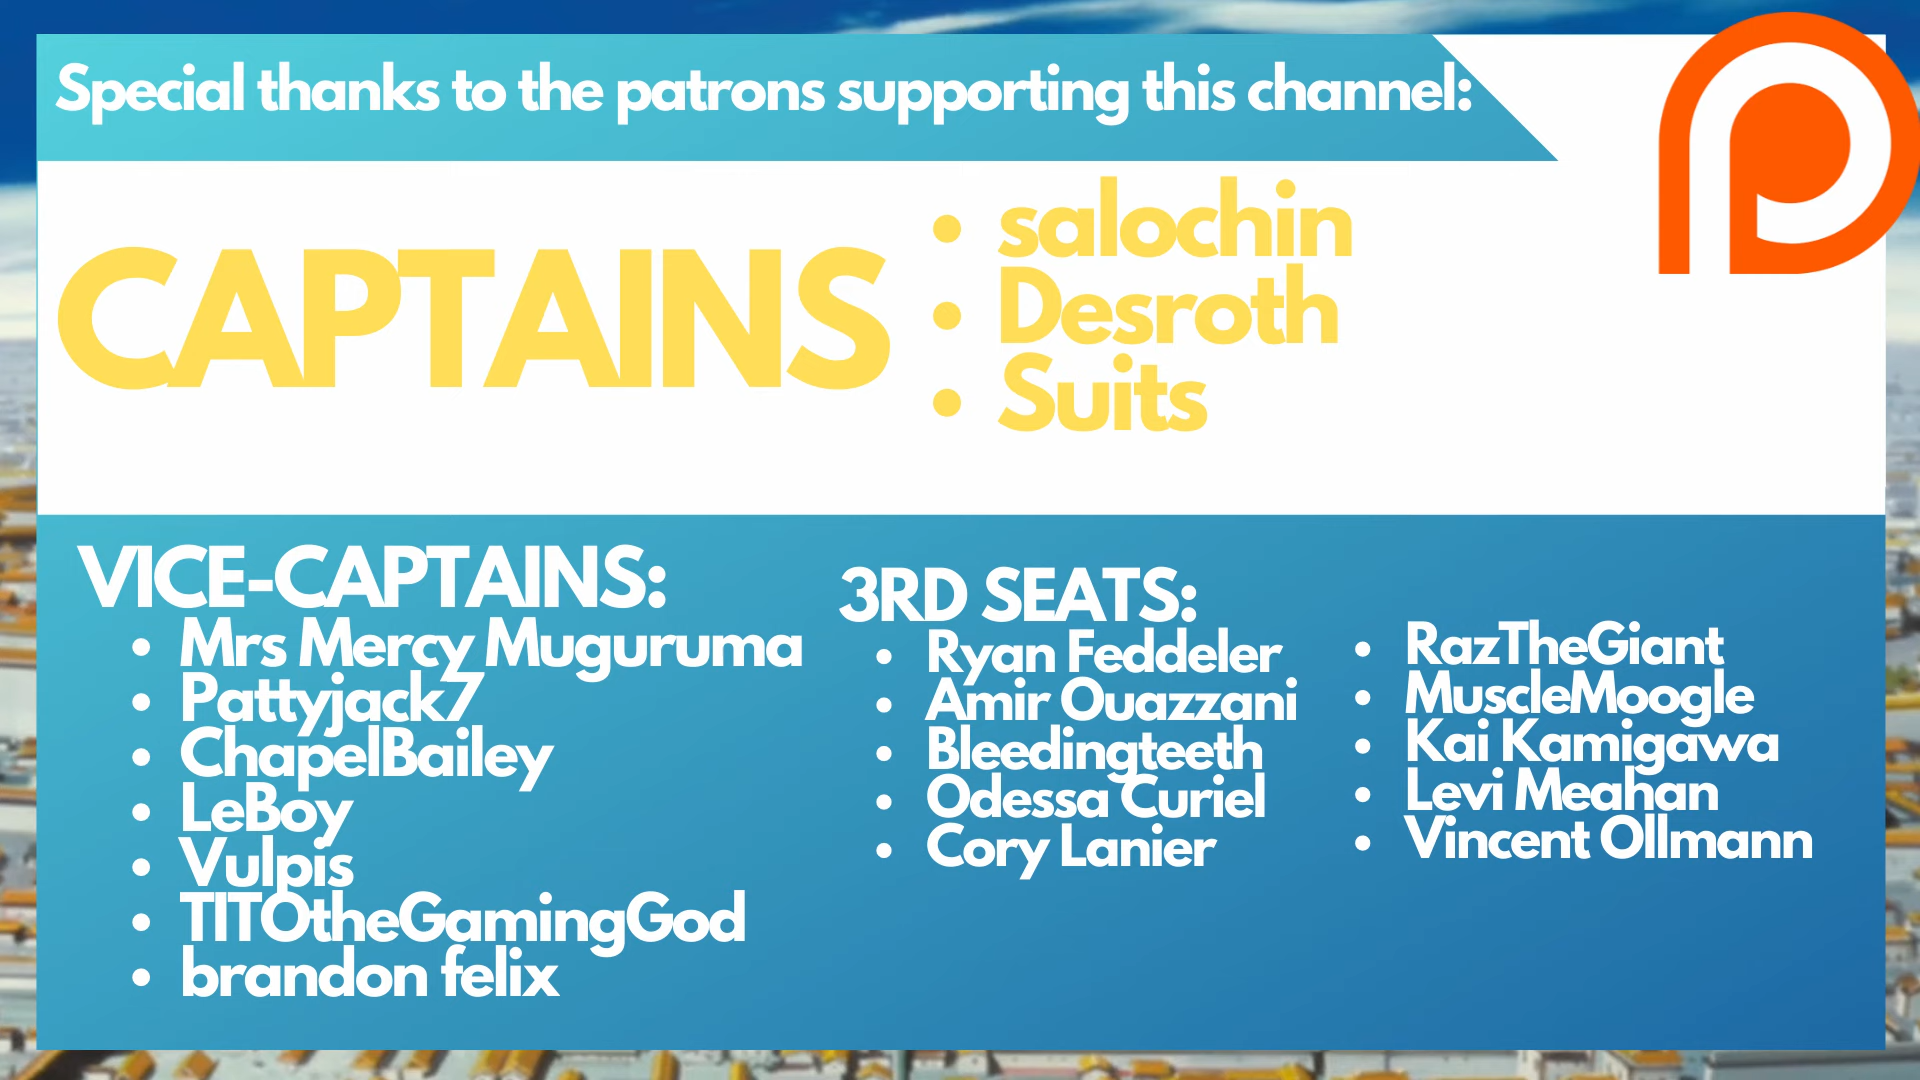 Special thanks to the patrons supporting this channel:
CAPTAINS
• salochin
• Desroth
• Suits
VICE-CAPTAINS:
• Mrs Mercy Muguruma
• Pattyjack7
• ChapelBailey
• LeBoy
• Vulpis
• TITOtheGamingGod
• brandon felix
3RD SEATS:
• Ryan Feddeler
• Amir Ouazzani
• Bleedingteeth
• Odessa Curiel
• Cory Lanier
• RazTheGiant
• MuscleMoogle
• Kai Kamigawa
• Levi Meahan
• Vincent Ollmann